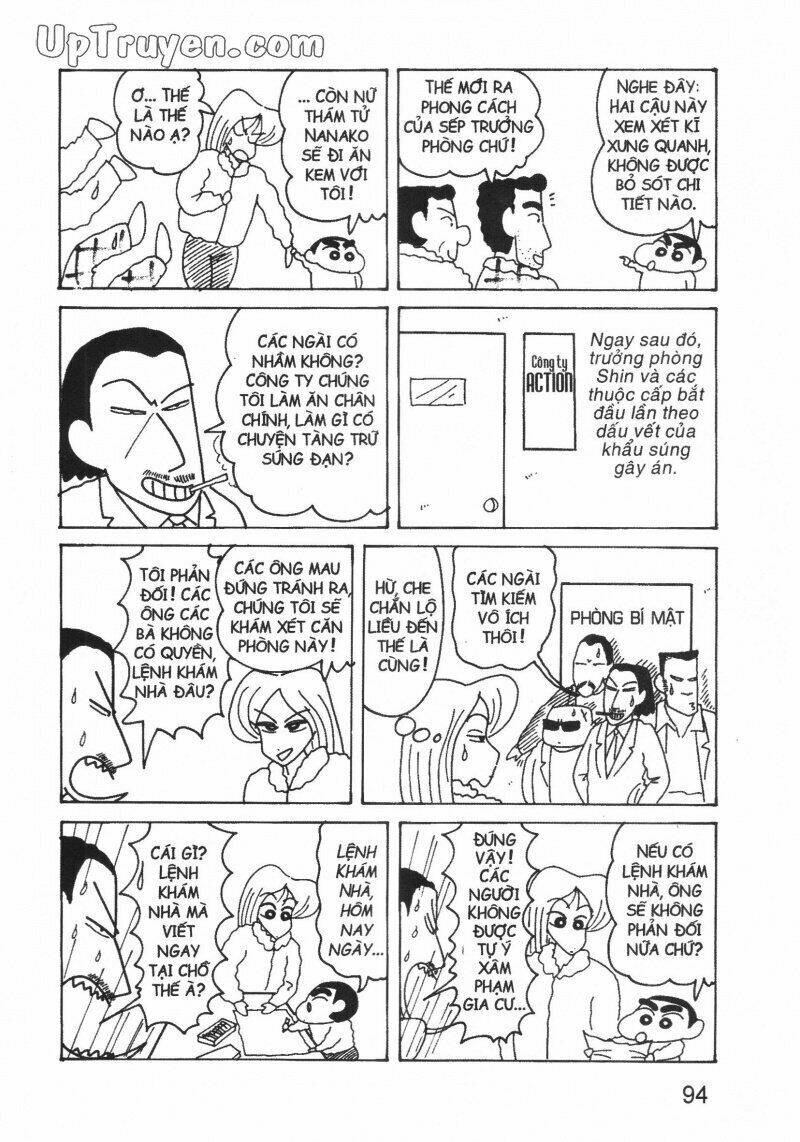 UpTruyen.com
NGHE ĐÂY:
HAI CẬU NÀY
XEM XÉT KĨ
XUNG QUANH,
KHÔNG ĐƯỢC
BỎ SÓT CHI
TIẾT NÀO.
THẾ MỚI RA
PHONG CÁCH
CỦA SẾP TRƯỞNG
PHÒNG CHỨ!
... CÒN NỮ
THÁM TỬ
NANAKO
SẼ ĐI ĂN
KEM VỚI
TÔI!
Ơ... THẾ
LÀ THẾ
NÀO Ạ?
Ngay sau đó,
trưởng phòng
Shin và các
thuộc cấp bắt
đầu lần theo
dấu vết của
khẩu súng
gây án.
Công ty
ACTION
CÁC NGÀI CÓ
NHẦM KHÔNG?
CÔNG TY CHÚNG
TÔI LÀM ĂN CHÂN
CHÍNH, LÀM GÌ CÓ
CHUYỆN TÀNG TRỮ
SÚNG ĐẠN?
PHÒNG BÍ MẬT
CÁC NGÀI
TÌM KIẾM
VÔ ÍCH
THÔI!
HỪ, CHE
CHẮN LỘ
LIỄU ĐẾN
THẾ LÀ
CÙNG!
CÁC ÔNG MAU
ĐỨNG TRÁNH RA,
CHÚNG TÔI SẼ
KHÁM XÉT CĂN
PHÒNG NÀY!
TÔI PHẢN
ĐỐI! CÁC
ÔNG CÁC
BÀ KHÔNG
CÓ QUYỀN,
LỆNH KHÁM
NHÀ ĐÂU?
NẾU CÓ
LỆNH KHÁM
NHÀ, ÔNG
SẼ KHÔNG
PHẢN ĐỐI
NỮA CHỨ?
ĐÚNG
VẬY!
CÁC
NGƯỜI
KHÔNG
ĐƯỢC
TỰ Ý
XÂM
PHẠM
GIA CƯ...
LỆNH
KHÁM
NHÀ,
HÔM
NAY
NGÀY...
CÁI GÌ?
LỆNH
KHÁM
NHÀ MÀ
VIẾT
NGAY
TẠI CHỖ
THẾ À?
94